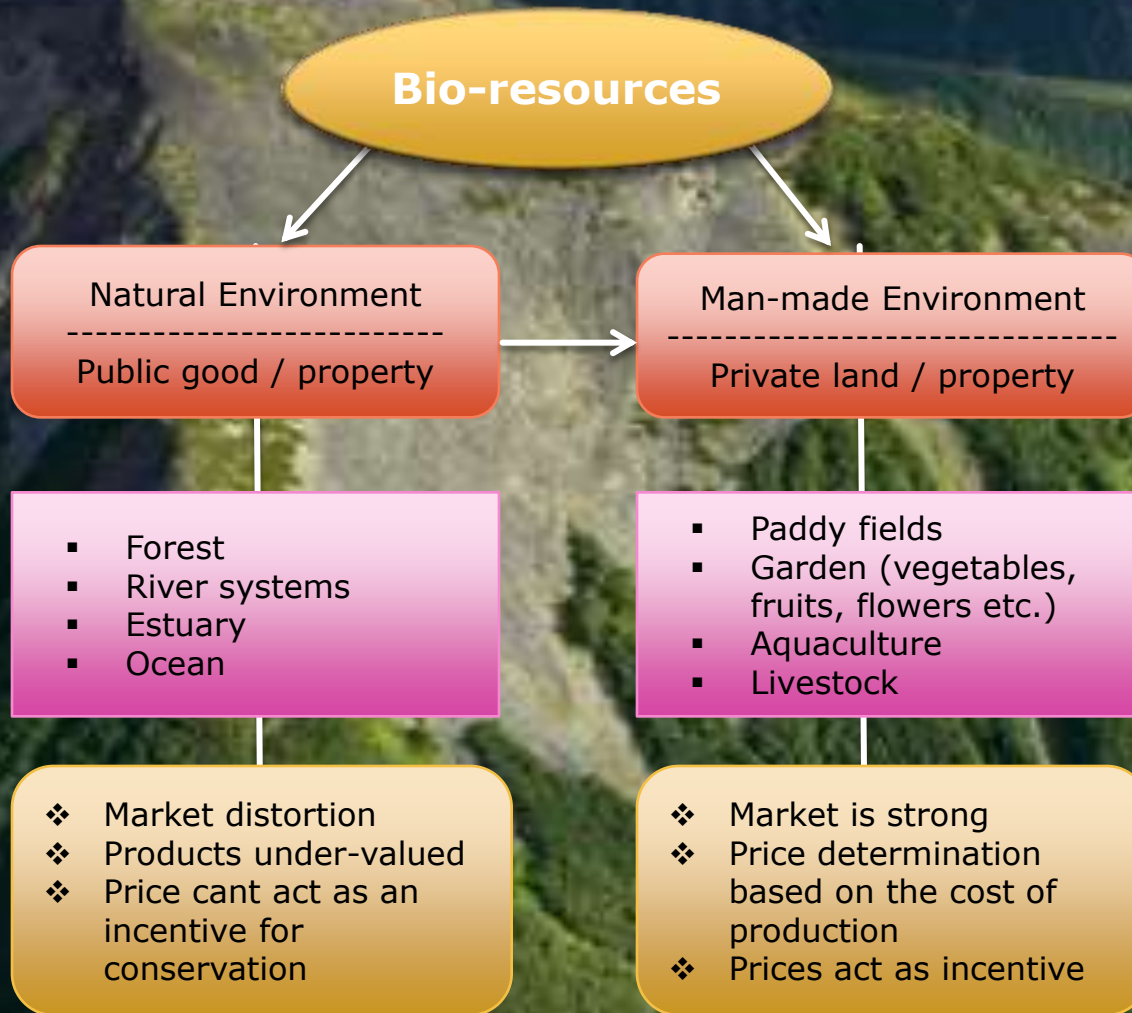 Bio-resources
Natural Environment
--------------------------
Public good / property
Man-made Environment
-------------------------------
Private land / property
▪ Forest
▪ River systems
▪ Estuary
▪ Ocean
▪ Paddy fields
▪ Garden (vegetables,
fruits, flowers etc.)
▪ Aquaculture
▪ Livestock
❖ Market distortion
❖ Products under-valued
❖ Price cant act as an
incentive for
conservation
❖ Market is strong
❖ Price determination
based on the cost of
production
❖ Prices act as incentive